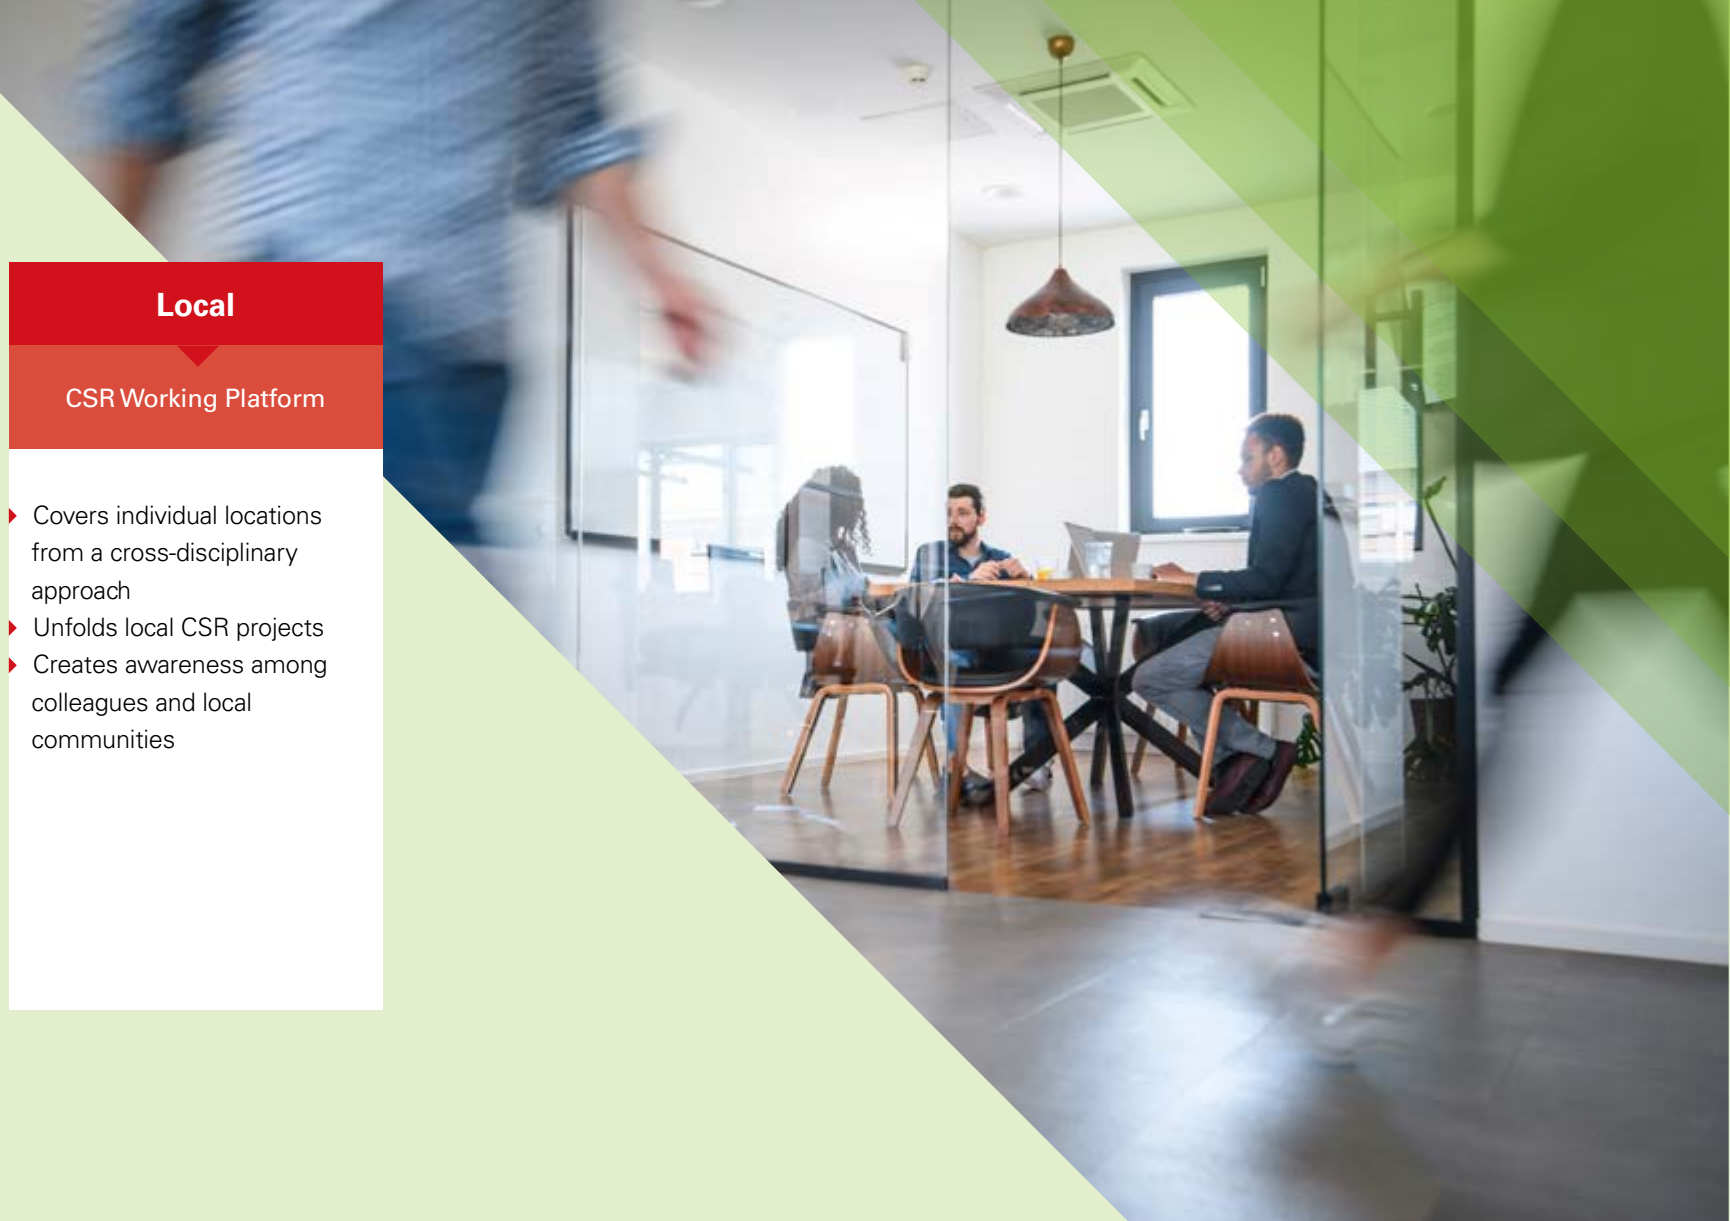 Local
CSR Working Platform
Covers individual locations
from a cross-disciplinary
approach
Unfolds local CSR projects
Creates awareness among
colleagues and local
communities